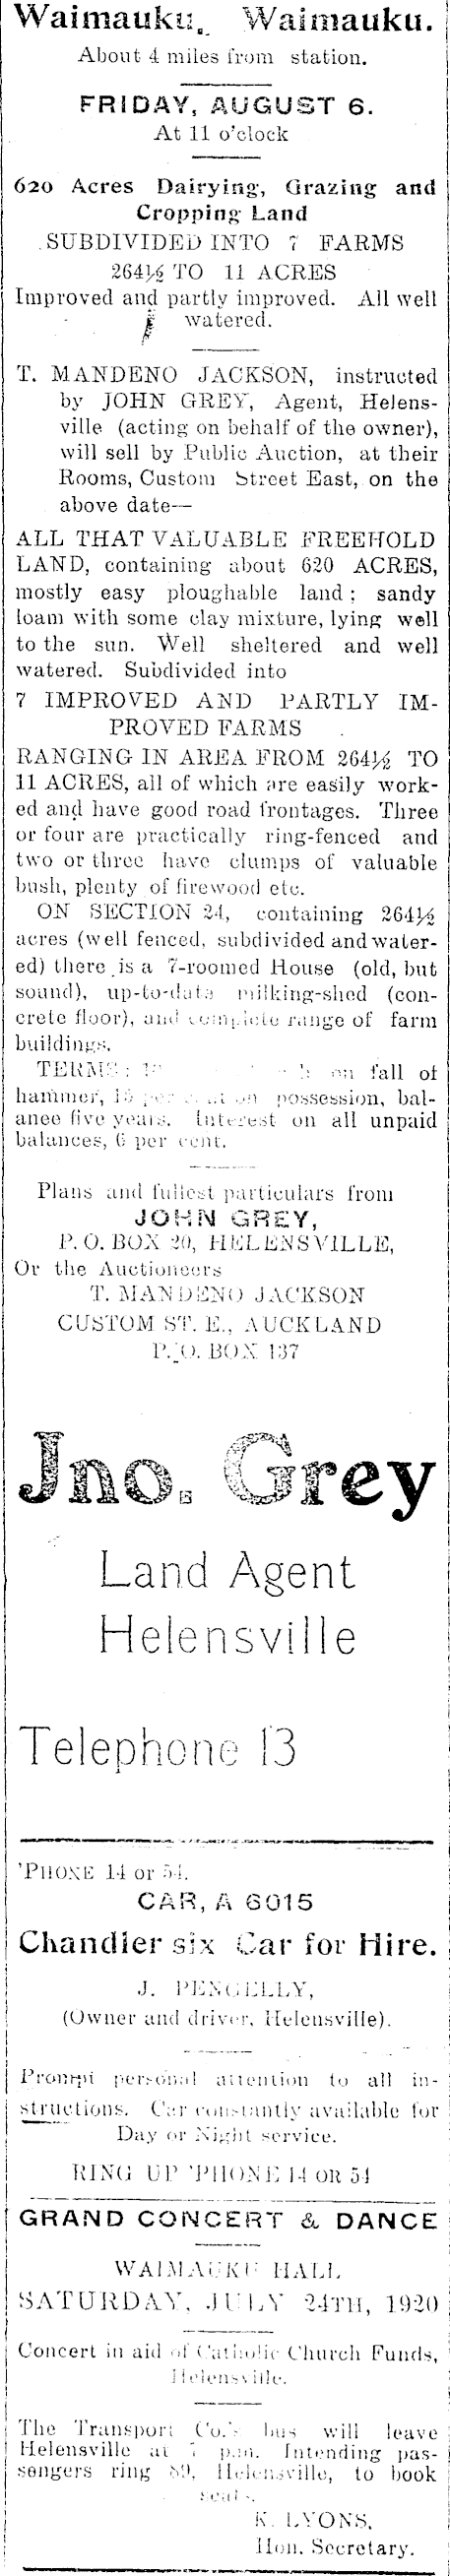 Waimauku. Waimauku.
About 4 miles from station.
FRIDAY, AUGUST 6.
At 11 o'clock
620 Acres Dairying, Grazing and
Cropping Land
SUBDIVIDED INTO 7 FARMS
264½ TO 11 ACRES
Improved and partly improved. All well
watered.
T. MANDENO JACKSON, instructed
by JOHN GREY, Agent, Helens-
ville (acting on behalf of the owner),
will sell by Public Auction, at their
Rooms, Custom Street East, on the
above date—
ALL THAT VALUABLE FREEHOLD
LAND, containing about 620 ACRES,
mostly easy ploughable land; sandy
loam with some clay mixture, lying well
to the sun. Well sheltered and well
watered. Subdivided into
7 IMPROVED AND PARTLY IM-
PROVED FARMS
RANGING IN AREA FROM 264½ TO
11 ACRES, all of which are easily work-
ed and have good road frontages. Three
or four are practically ring-fenced and
two or three have clumps of valuable
bush, plenty of firewood etc.
ON SECTION 24, containing 264½
acres (well fenced, subdivided and water-
ed) there is a 7-roomed House (old, but
sound), up-to-date milking-shed (con-
crete floor), and complete range of farm
buildings.
TERMS: on fall of
hammer, 15 per cent on possession, bal-
ance five years. Interest on all unpaid
balances, 6 per cent.
Plans and fullest particulars from
JOHN GREY,
P.O. BOX 20, HELENSVILLE,
Or the Auctioneers
T. MANDENO JACKSON
CUSTOM ST. E., AUCKLAND
P.O. BOX 137
Jno. Grey
Land Agent
Helensville
Telephone 13
'PHONE 14 or 54.
CAR, A 6015
Chandler six Car for Hire.
J. PENGELLY,
(Owner and driver, Helensville).
Prompt personal attention to all in-
structions. Car constantly available for
Day or Night service.
RING UP 'PHONE 14 OR 54
GRAND CONCERT & DANCE
WAIMAUKU HALL
SATURDAY, JULY 24TH, 1920
Concert in aid of Catholic Church Funds,
Helensville.
The Transport Co.'s bus will leave
Helensville at 7 p.m. Intending pas-
sengers ring 89, Helensville, to book
seats.
K. LYONS,
Hon. Secretary.